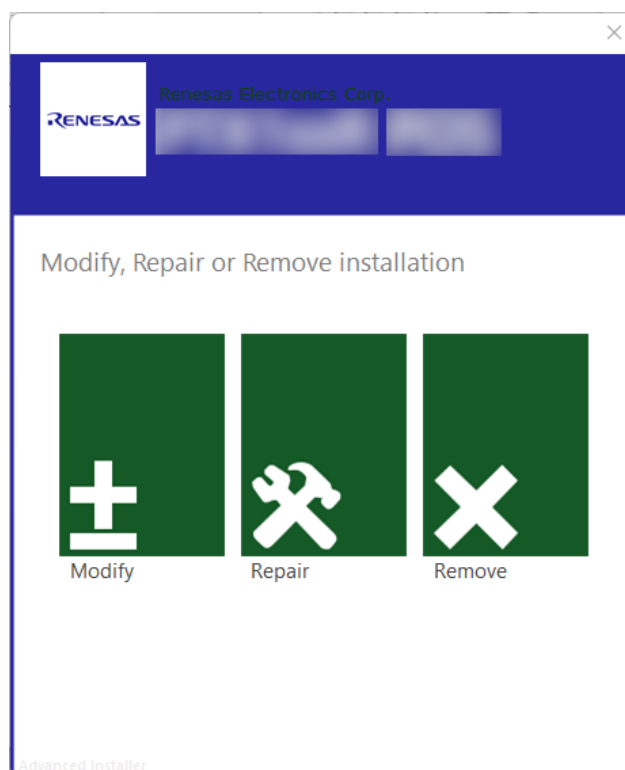 RENESAS
Renesas Electronics Corp.
Modify, Repair or Remove installation
Modify
Repair
Remove
Advanced Installer